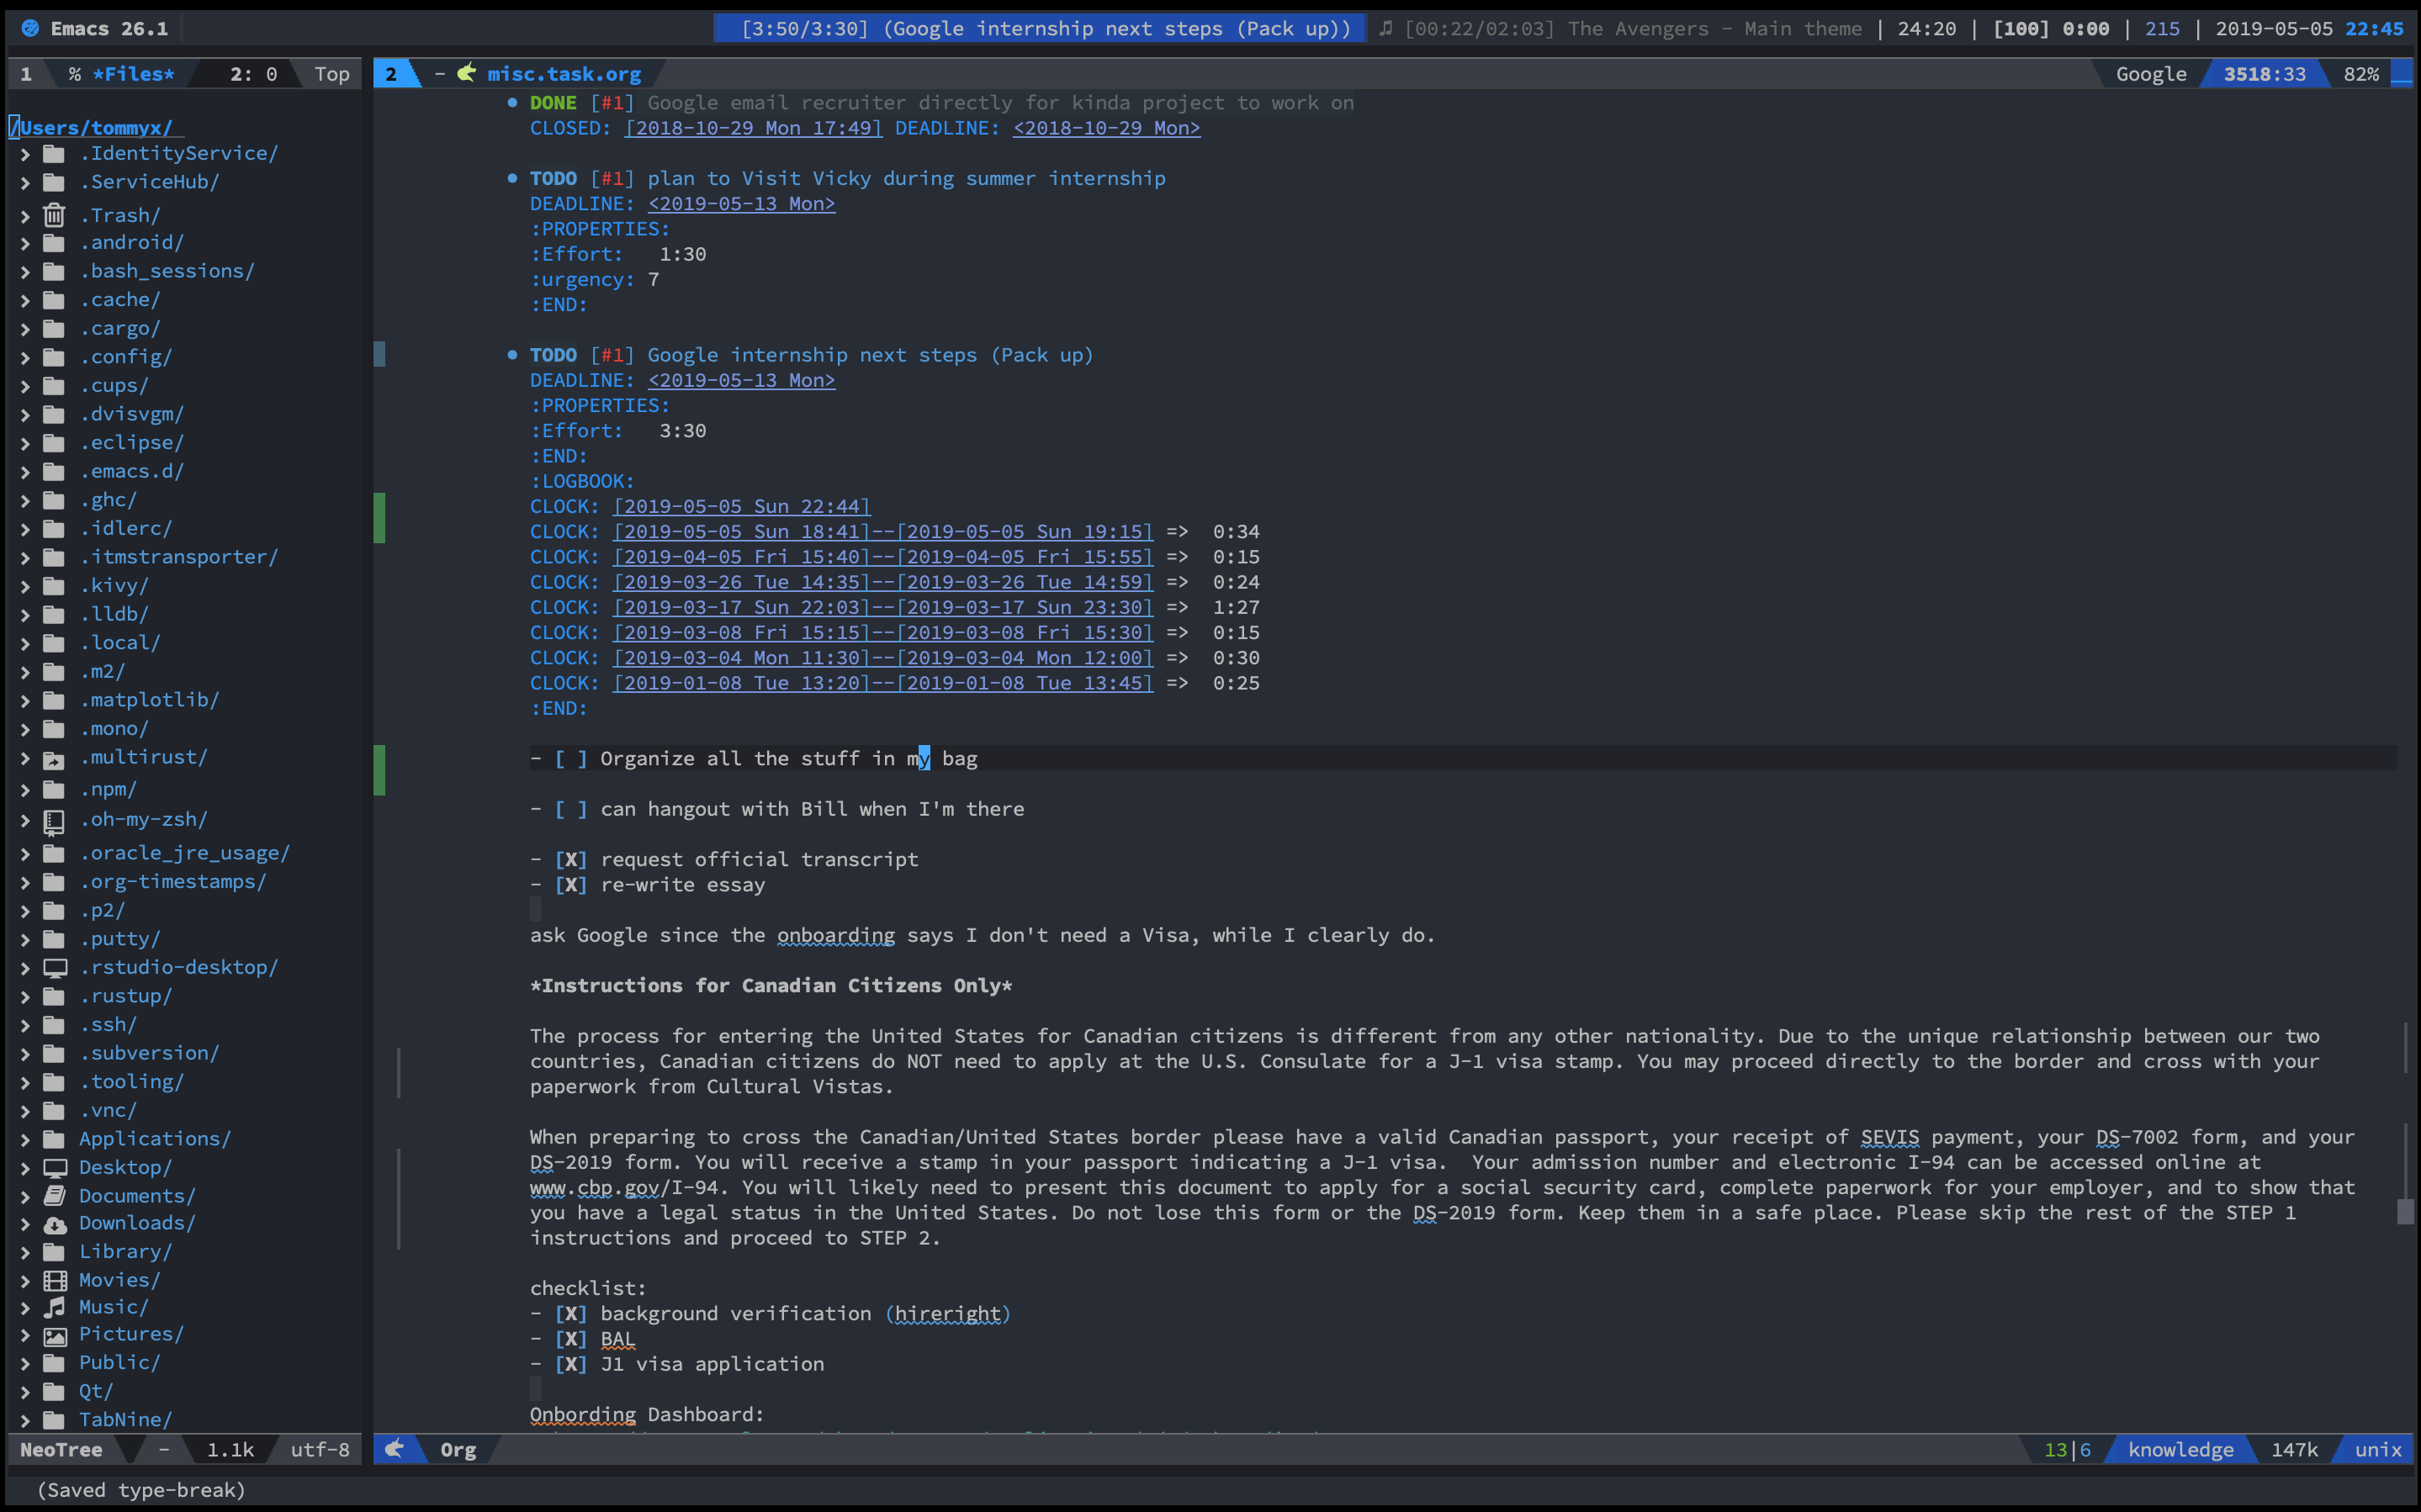 Emacs 26.1
[3:50/3:30] (Google internship next steps (Pack up)) ♫ [00:22/02:03] The Avengers - Main theme | 24:20 | [100] 0:00 | 215 | 2019-05-05 22:45
1 % *Files* 2: 0 Top
/Users/tommyx/
.IdentityService/
.ServiceHub/
.Trash/
.android/
.bash_sessions/
.cache/
.cargo/
.config/
.cups/
.dvisvgm/
.eclipse/
.emacs.d/
.ghc/
.idlerc/
.itmstransporter/
.kivy/
.lldb/
.local/
.m2/
.matplotlib/
.mono/
.multirust/
.npm/
.oh-my-zsh/
.oracle_jre_usage/
.org-timestamps/
.p2/
.putty/
.rstudio-desktop/
.rustup/
.ssh/
.subversion/
.tooling/
.vnc/
Applications/
Desktop/
Documents/
Downloads/
Library/
Movies/
Music/
Pictures/
Public/
Qt/
TabNine/
NeoTree - 1.1k utf-8
2 - misc.task.org Google 3518:33 82%
• DONE [#1] Google email recruiter directly for kinda project to work on
CLOSED: [2018-10-29 Mon 17:49] DEADLINE: <2018-10-29 Mon>
• TODO [#1] plan to Visit Vicky during summer internship
DEADLINE: <2019-05-13 Mon>
:PROPERTIES:
:Effort: 1:30
:urgency: 7
:END:
• TODO [#1] Google internship next steps (Pack up)
DEADLINE: <2019-05-13 Mon>
:PROPERTIES:
:Effort: 3:30
:END:
:LOGBOOK:
CLOCK: [2019-05-05 Sun 22:44]
CLOCK: [2019-05-05 Sun 18:41]--[2019-05-05 Sun 19:15] => 0:34
CLOCK: [2019-04-05 Fri 15:40]--[2019-04-05 Fri 15:55] => 0:15
CLOCK: [2019-03-26 Tue 14:35]--[2019-03-26 Tue 14:59] => 0:24
CLOCK: [2019-03-17 Sun 22:03]--[2019-03-17 Sun 23:30] => 1:27
CLOCK: [2019-03-08 Fri 15:15]--[2019-03-08 Fri 15:30] => 0:15
CLOCK: [2019-03-04 Mon 11:30]--[2019-03-04 Mon 12:00] => 0:30
CLOCK: [2019-01-08 Tue 13:20]--[2019-01-08 Tue 13:45] => 0:25
:END:
- [ ] Organize all the stuff in my bag
- [ ] can hangout with Bill when I'm there
- [X] request official transcript
- [X] re-write essay
ask Google since the onboarding says I don't need a Visa, while I clearly do.
*Instructions for Canadian Citizens Only*
The process for entering the United States for Canadian citizens is different from any other nationality. Due to the unique relationship between our two
countries, Canadian citizens do NOT need to apply at the U.S. Consulate for a J-1 visa stamp. You may proceed directly to the border and cross with your
paperwork from Cultural Vistas.
When preparing to cross the Canadian/United States border please have a valid Canadian passport, your receipt of SEVIS payment, your DS-7002 form, and your
DS-2019 form. You will receive a stamp in your passport indicating a J-1 visa.  Your admission number and electronic I-94 can be accessed online at
www.cbp.gov/I-94. You will likely need to present this document to apply for a social security card, complete paperwork for your employer, and to show that
you have a legal status in the United States. Do not lose this form or the DS-2019 form. Keep them in a safe place. Please skip the rest of the STEP 1
instructions and proceed to STEP 2.
checklist:
- [X] background verification (hireright)
- [X] BAL
- [X] J1 visa application
Onbording Dashboard:
Org 13|6 knowledge 147k unix
(Saved type-break)